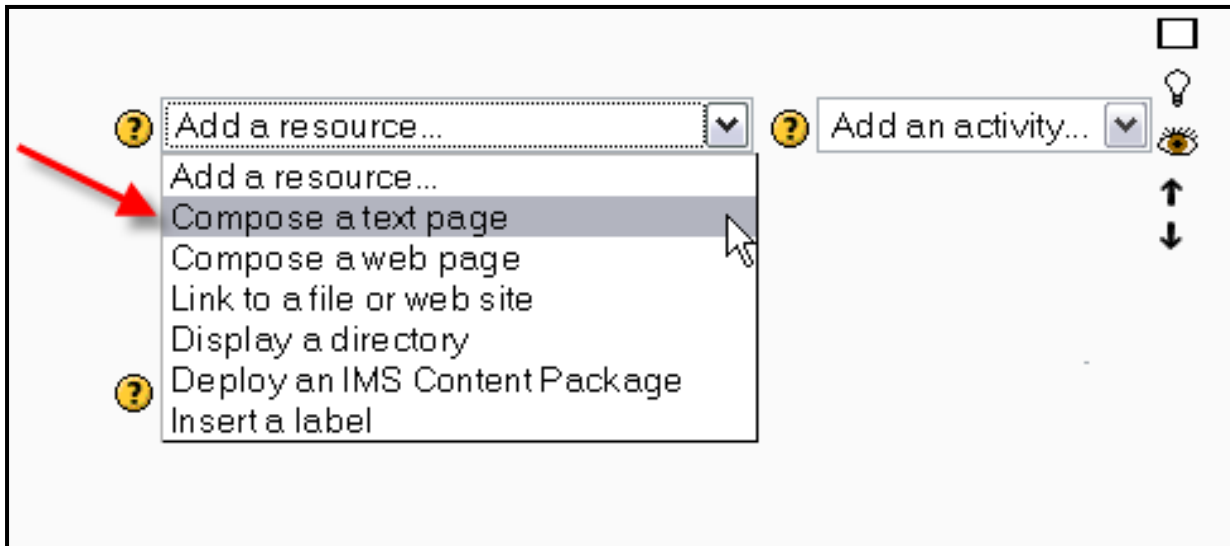 Add a resource... Add an activity...
Add a resource...
Compose a text page
Compose a web page
Link to a file or web site
Display a directory
Deploy an IMS Content Package
Insert a label